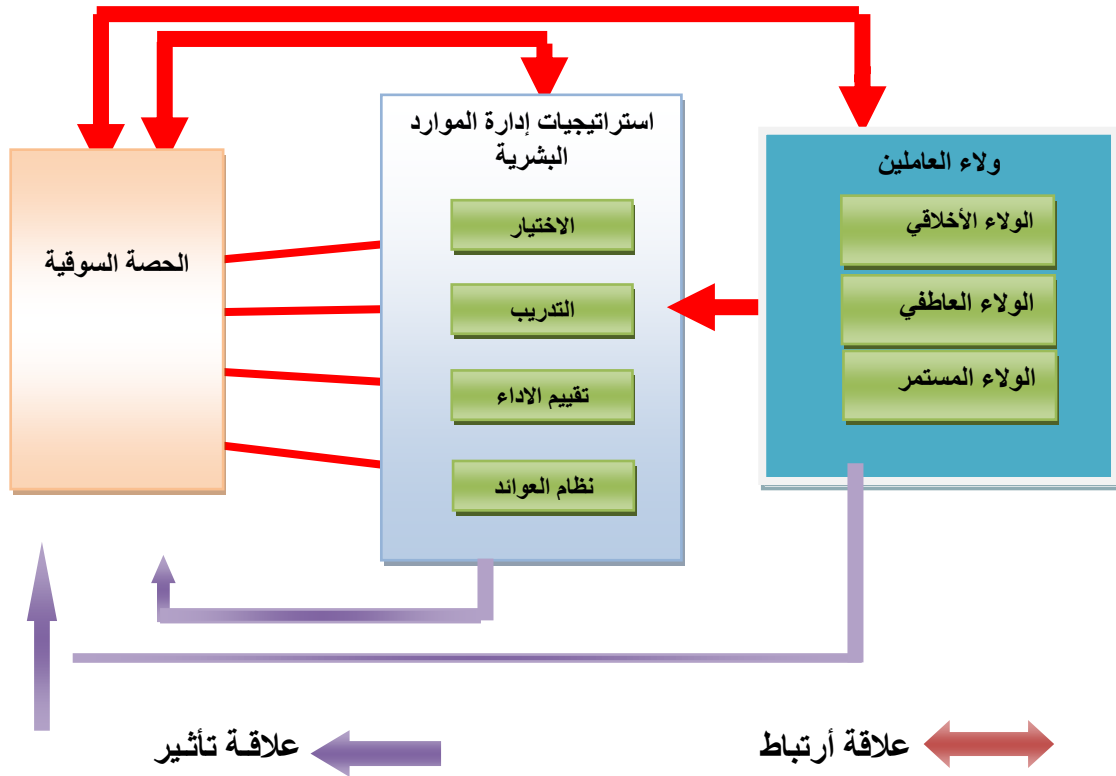 ولاء العاملين
الولاء الأخلاقي
الولاء العاطفي
الولاء المستمر
استراتيجيات إدارة الموارد
البشرية
الاختيار
التدريب
تقييم الاداء
نظام العوائد
الحصة السوقية
علاقة أرتباط
علاقة تأثير